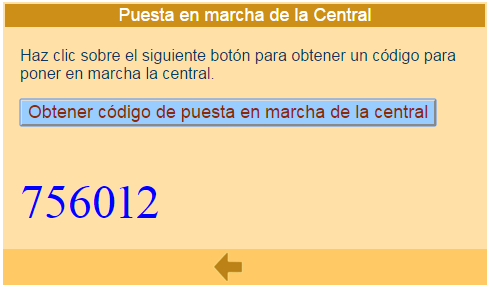 Puesta en marcha de la Central
Haz clic sobre el siguiente botón para obtener un código para
poner en marcha la central.
Obtener código de puesta en marcha de la central
756012